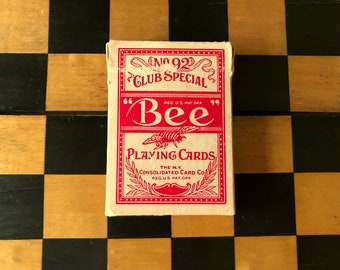 No. 92
CLUB SPECIAL
REG. U.S. PAT. OFF.
"Bee"
PLAYING CARDS
THE N.Y.
CONSOLIDATED CARD CO.
REG. U.S. PAT. OFF.